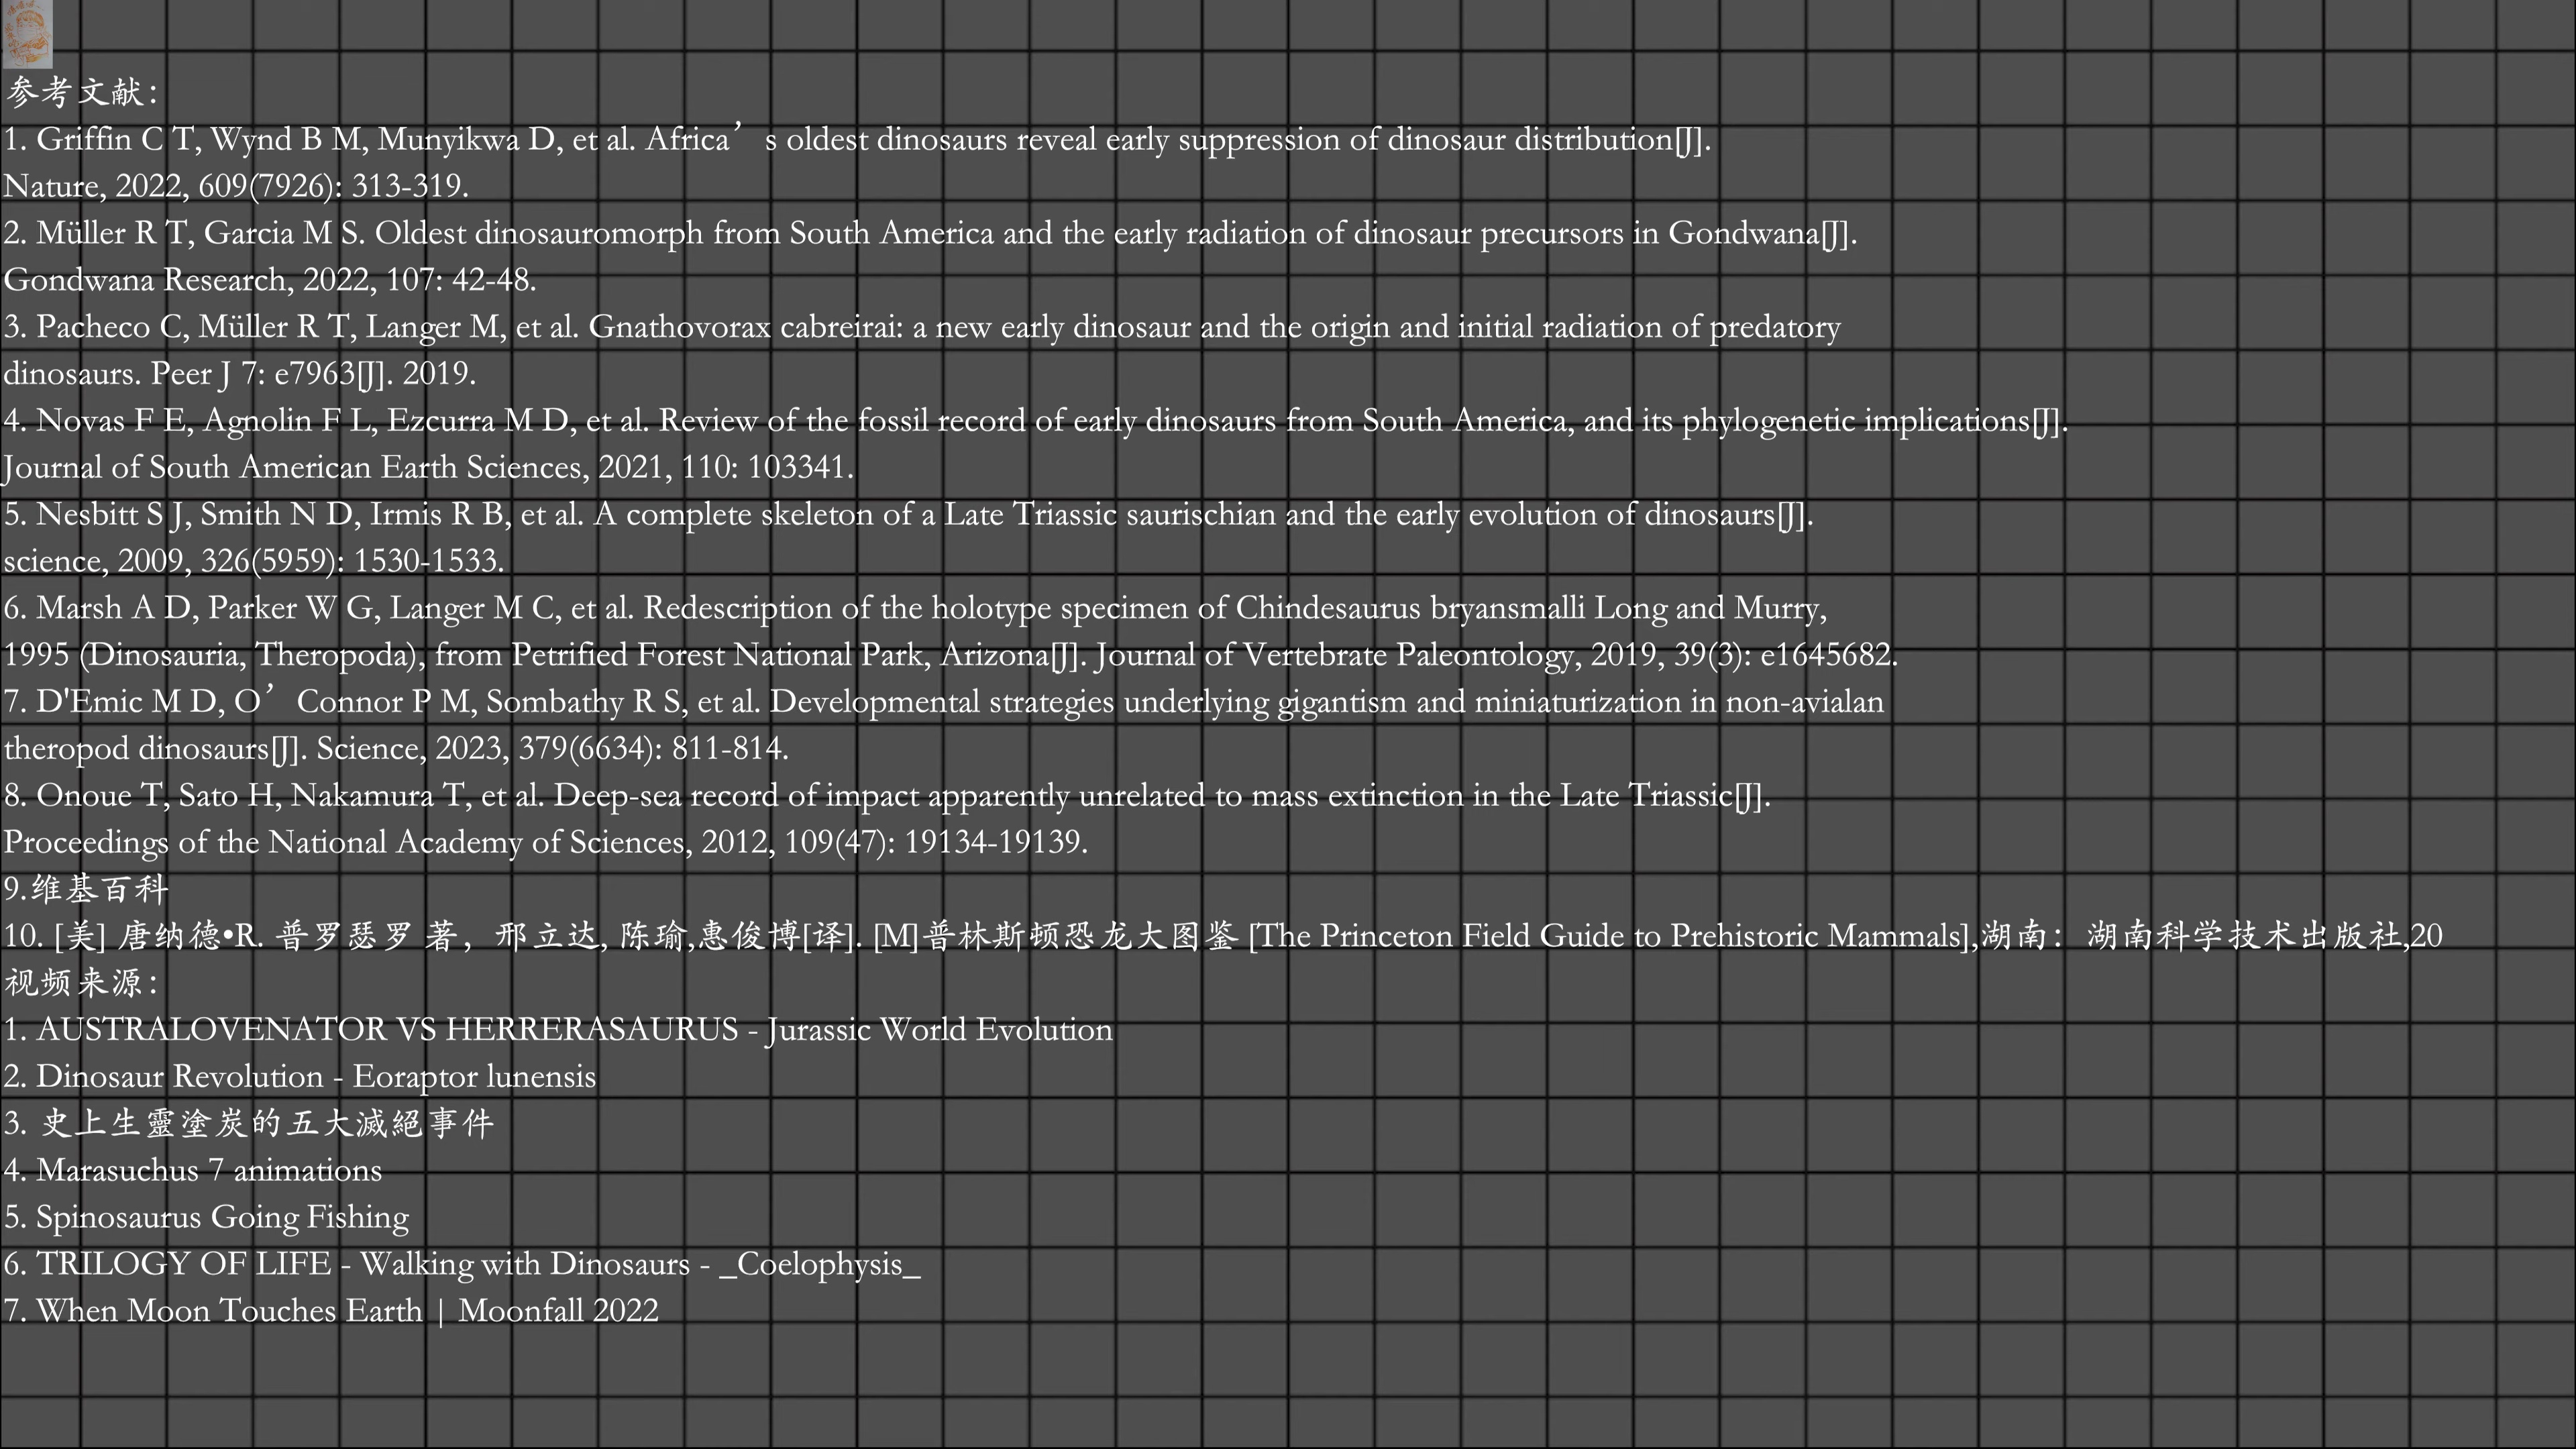 参考文献：
1. Griffin C T, Wynd B M, Munyikwa D, et al. Africa’s oldest dinosaurs reveal early suppression of dinosaur distribution[J].
Nature, 2022, 609(7926): 313-319.
2. Müller R T, Garcia M S. Oldest dinosauromorph from South America and the early radiation of dinosaur precursors in Gondwana[J].
Gondwana Research, 2022, 107: 42-48.
3. Pacheco C, Müller R T, Langer M, et al. Gnathovorax cabreirai: a new early dinosaur and the origin and initial radiation of predatory
dinosaurs. Peer J 7: e7963[J]. 2019.
4. Novas F E, Agnolin F L, Ezcurra M D, et al. Review of the fossil record of early dinosaurs from South America, and its phylogenetic implications[J].
Journal of South American Earth Sciences, 2021, 110: 103341.
5. Nesbitt S J, Smith N D, Irmis R B, et al. A complete skeleton of a Late Triassic saurischian and the early evolution of dinosaurs[J].
science, 2009, 326(5959): 1530-1533.
6. Marsh A D, Parker W G, Langer M C, et al. Redescription of the holotype specimen of Chindesaurus bryansmalli Long and Murry,
1995 (Dinosauria, Theropoda), from Petrified Forest National Park, Arizona[J]. Journal of Vertebrate Paleontology, 2019, 39(3): e1645682.
7. D'Emic M D, O’Connor P M, Sombathy R S, et al. Developmental strategies underlying gigantism and miniaturization in non-avialan
theropod dinosaurs[J]. Science, 2023, 379(6634): 811-814.
8. Onoue T, Sato H, Nakamura T, et al. Deep-sea record of impact apparently unrelated to mass extinction in the Late Triassic[J].
Proceedings of the National Academy of Sciences, 2012, 109(47): 19134-19139.
9.维基百科
10. [美] 唐纳德•R. 普罗瑟罗 著，邢立达, 陈瑜,惠俊博[译]. [M]普林斯顿恐龙大图鉴 [The Princeton Field Guide to Prehistoric Mammals],湖南：湖南科学技术出版社,20
视频来源：
1. AUSTRALOVENATOR VS HERRERASAURUS - Jurassic World Evolution
2. Dinosaur Revolution - Eoraptor lunensis
3. 史上生靈塗炭的五大滅絕事件
4. Marasuchus 7 animations
5. Spinosaurus Going Fishing
6. TRILOGY OF LIFE - Walking with Dinosaurs - _Coelophysis_
7. When Moon Touches Earth | Moonfall 2022